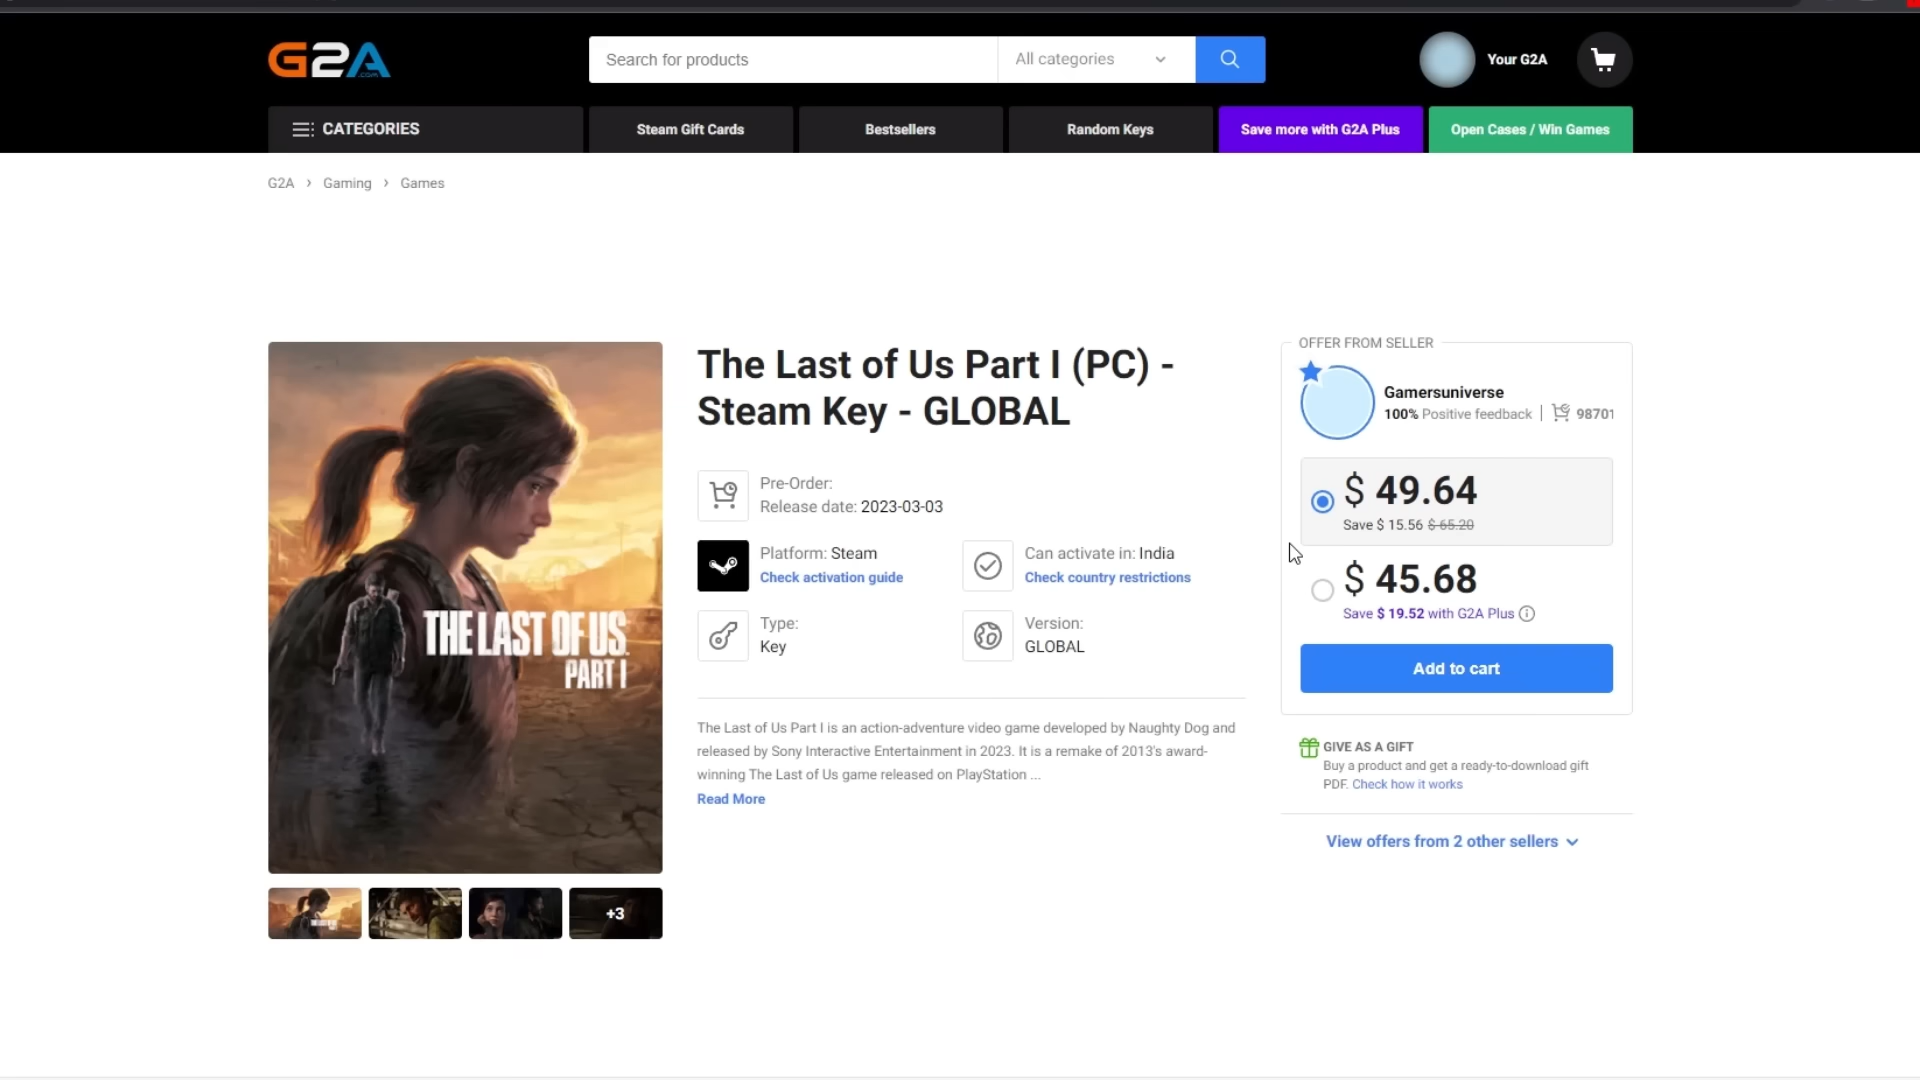 G2A.COM
Search for products
All categories
Your G2A
CATEGORIES
Steam Gift Cards
Bestsellers
Random Keys
Save more with G2A Plus
Open Cases / Win Games
G2A › Gaming › Games
The Last of Us Part I (PC) -
Steam Key - GLOBAL
Pre-Order:
Release date: 2023-03-03
Platform: Steam
Check activation guide
Can activate in: India
Check country restrictions
Type:
Key
Version:
GLOBAL
The Last of Us Part I is an action-adventure video game developed by Naughty Dog and
released by Sony Interactive Entertainment in 2023. It is a remake of 2013's award-
winning The Last of Us game released on PlayStation ...
Read More
OFFER FROM SELLER
Gamersuniverse
100% Positive feedback | 98701
$ 49.64
Save $ 15.56 $ 65.20
$ 45.68
Save $ 19.52 with G2A Plus
Add to cart
GIVE AS A GIFT
Buy a product and get a ready-to-download gift
PDF. Check how it works
View offers from 2 other sellers
THE LAST OF US
PART I
+3